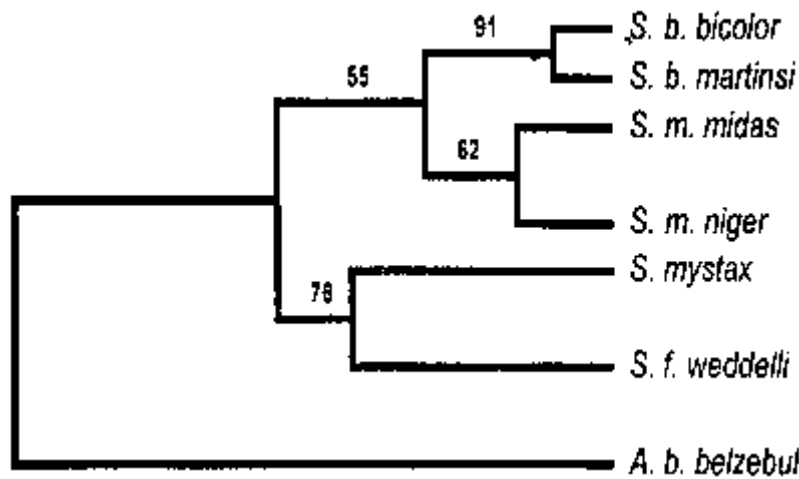 91
S. b. bicolor
S. b. martinsi
55
S. m. midas
62
S. m. niger
S. mystax
78
S. f. weddelli
A. b. belzebul